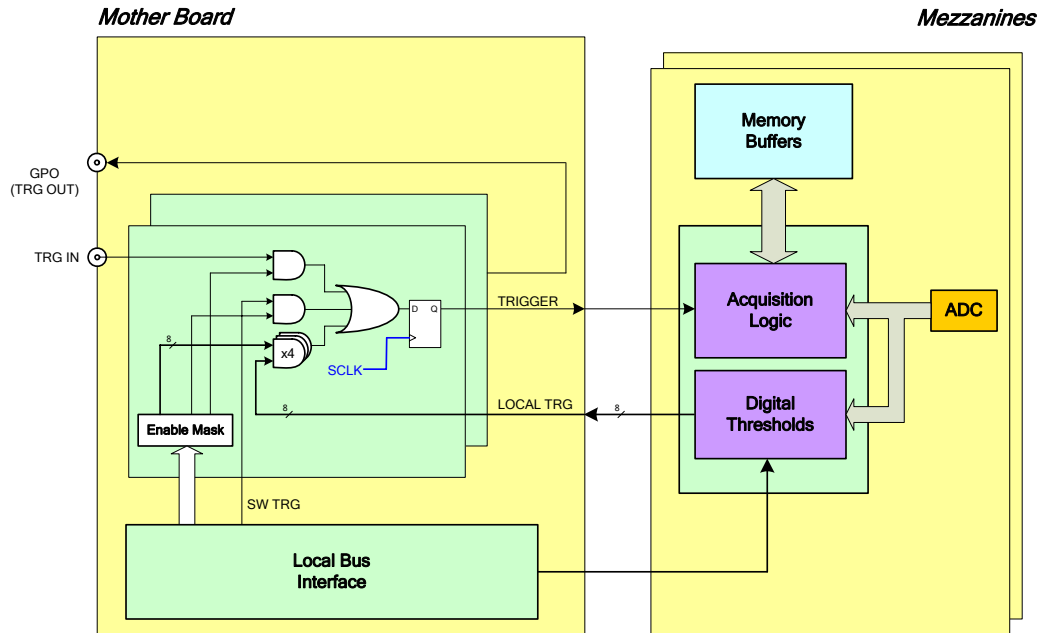 Mother Board
Mezzanines
Memory
Buffers
GPO
(TRG OUT)
TRG IN
TRIGGER
D Q
Acquisition
Logic
ADC
x4
8
SCLK
LOCAL TRG
8
8
Digital
Thresholds
Enable Mask
SW TRG
Local Bus
Interface